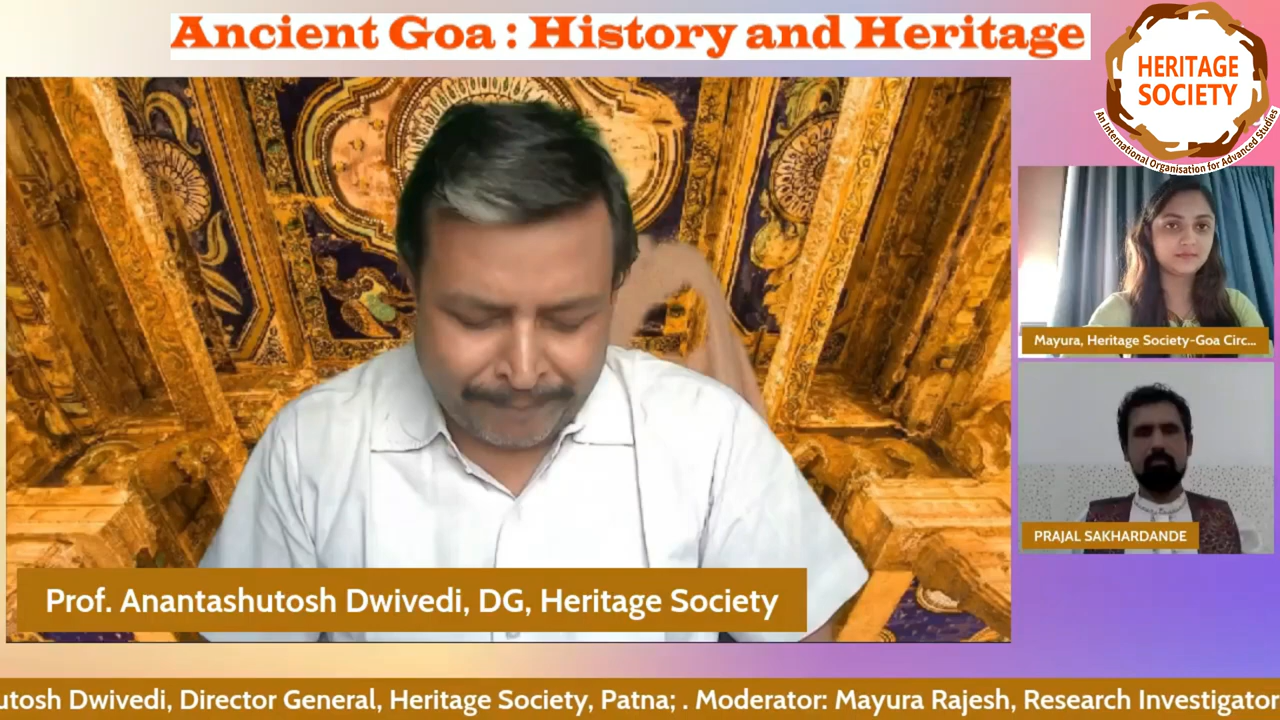 Ancient Goa : History and Heritage
HERITAGE
SOCIETY
An International Organisation for Advanced Studies
Mayura, Heritage Society-Goa Circ...
PRAJAL SAKHARDANDE
Prof. Anantashutosh Dwivedi, DG, Heritage Society
utosh Dwivedi, Director General, Heritage Society, Patna; . Moderator: Mayura Rajesh, Research Investigator